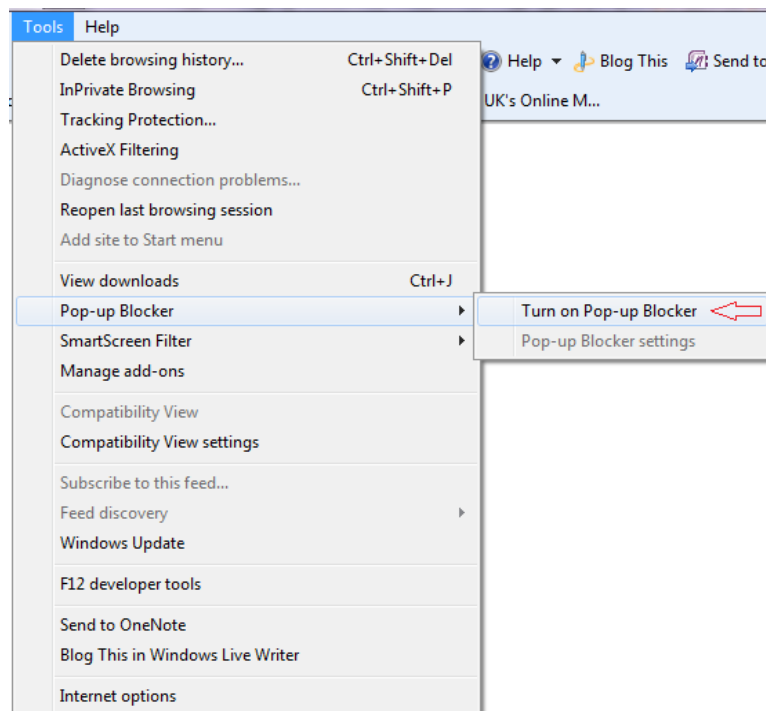 Tools Help
Delete browsing history... Ctrl+Shift+Del
Help Blog This Send to
InPrivate Browsing Ctrl+Shift+P
UK's Online M...
Tracking Protection...
ActiveX Filtering
Diagnose connection problems...
Reopen last browsing session
Add site to Start menu
View downloads Ctrl+J
Pop-up Blocker
Turn on Pop-up Blocker
SmartScreen Filter
Pop-up Blocker settings
Manage add-ons
Compatibility View
Compatibility View settings
Subscribe to this feed...
Feed discovery
Windows Update
F12 developer tools
Send to OneNote
Blog This in Windows Live Writer
Internet options